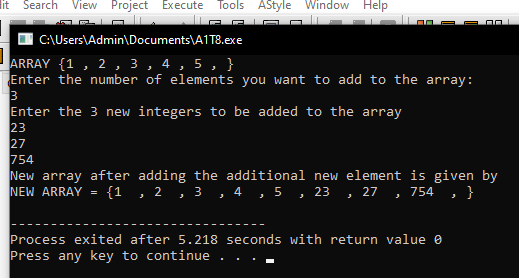 dit Search View Project Execute Tools AStyle Window Help
C:\Users\Admin\Documents\A1T8.exe
ARRAY {1 , 2 , 3 , 4 , 5 , }
Enter the number of elements you want to add to the array:
3
Enter the 3 new integers to be added to the array
23
27
754
New array after adding the additional new element is given by
NEW ARRAY = {1  , 2  , 3  , 4  , 5  , 23  , 27  , 754  , }
--------------------------------
Process exited after 5.218 seconds with return value 0
Press any key to continue . . .